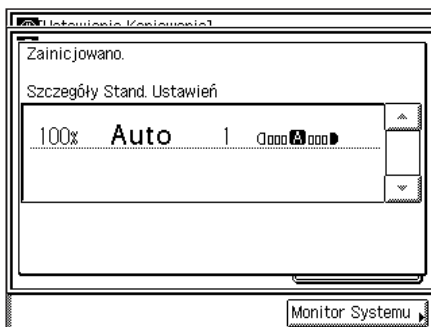 Zainicjowano.
Szczegóły Stand. Ustawień
100% Auto 1 A
Monitor Systemu